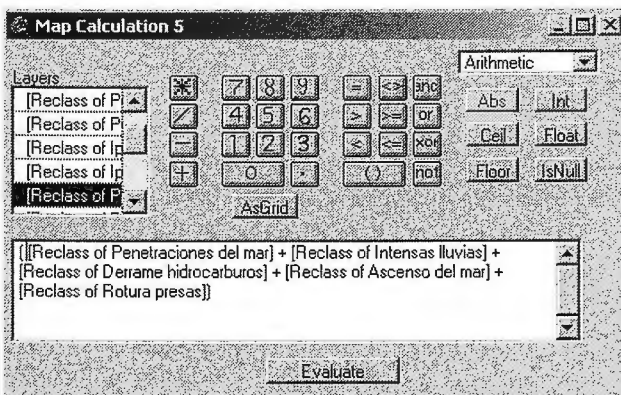 Map Calculation 5
Layers
[Reclass of Pi
[Reclass of Pi
[Reclass of Ip
[Reclass of Ip
[Reclass of P
* 7 8 9 = <> and
/ 4 5 6 > >= or
- 1 2 3 < <= xor
+ 0 . () not
AsGrid
Arithmetic
Abs Int
Ceil Float
Floor IsNull
([Reclass of Penetraciones del mar] + [Reclass of Intensas lluvias] +
[Reclass of Derrame hidrocarburos] + [Reclass of Ascenso del mar] +
[Reclass of Rotura presas])
Evaluate